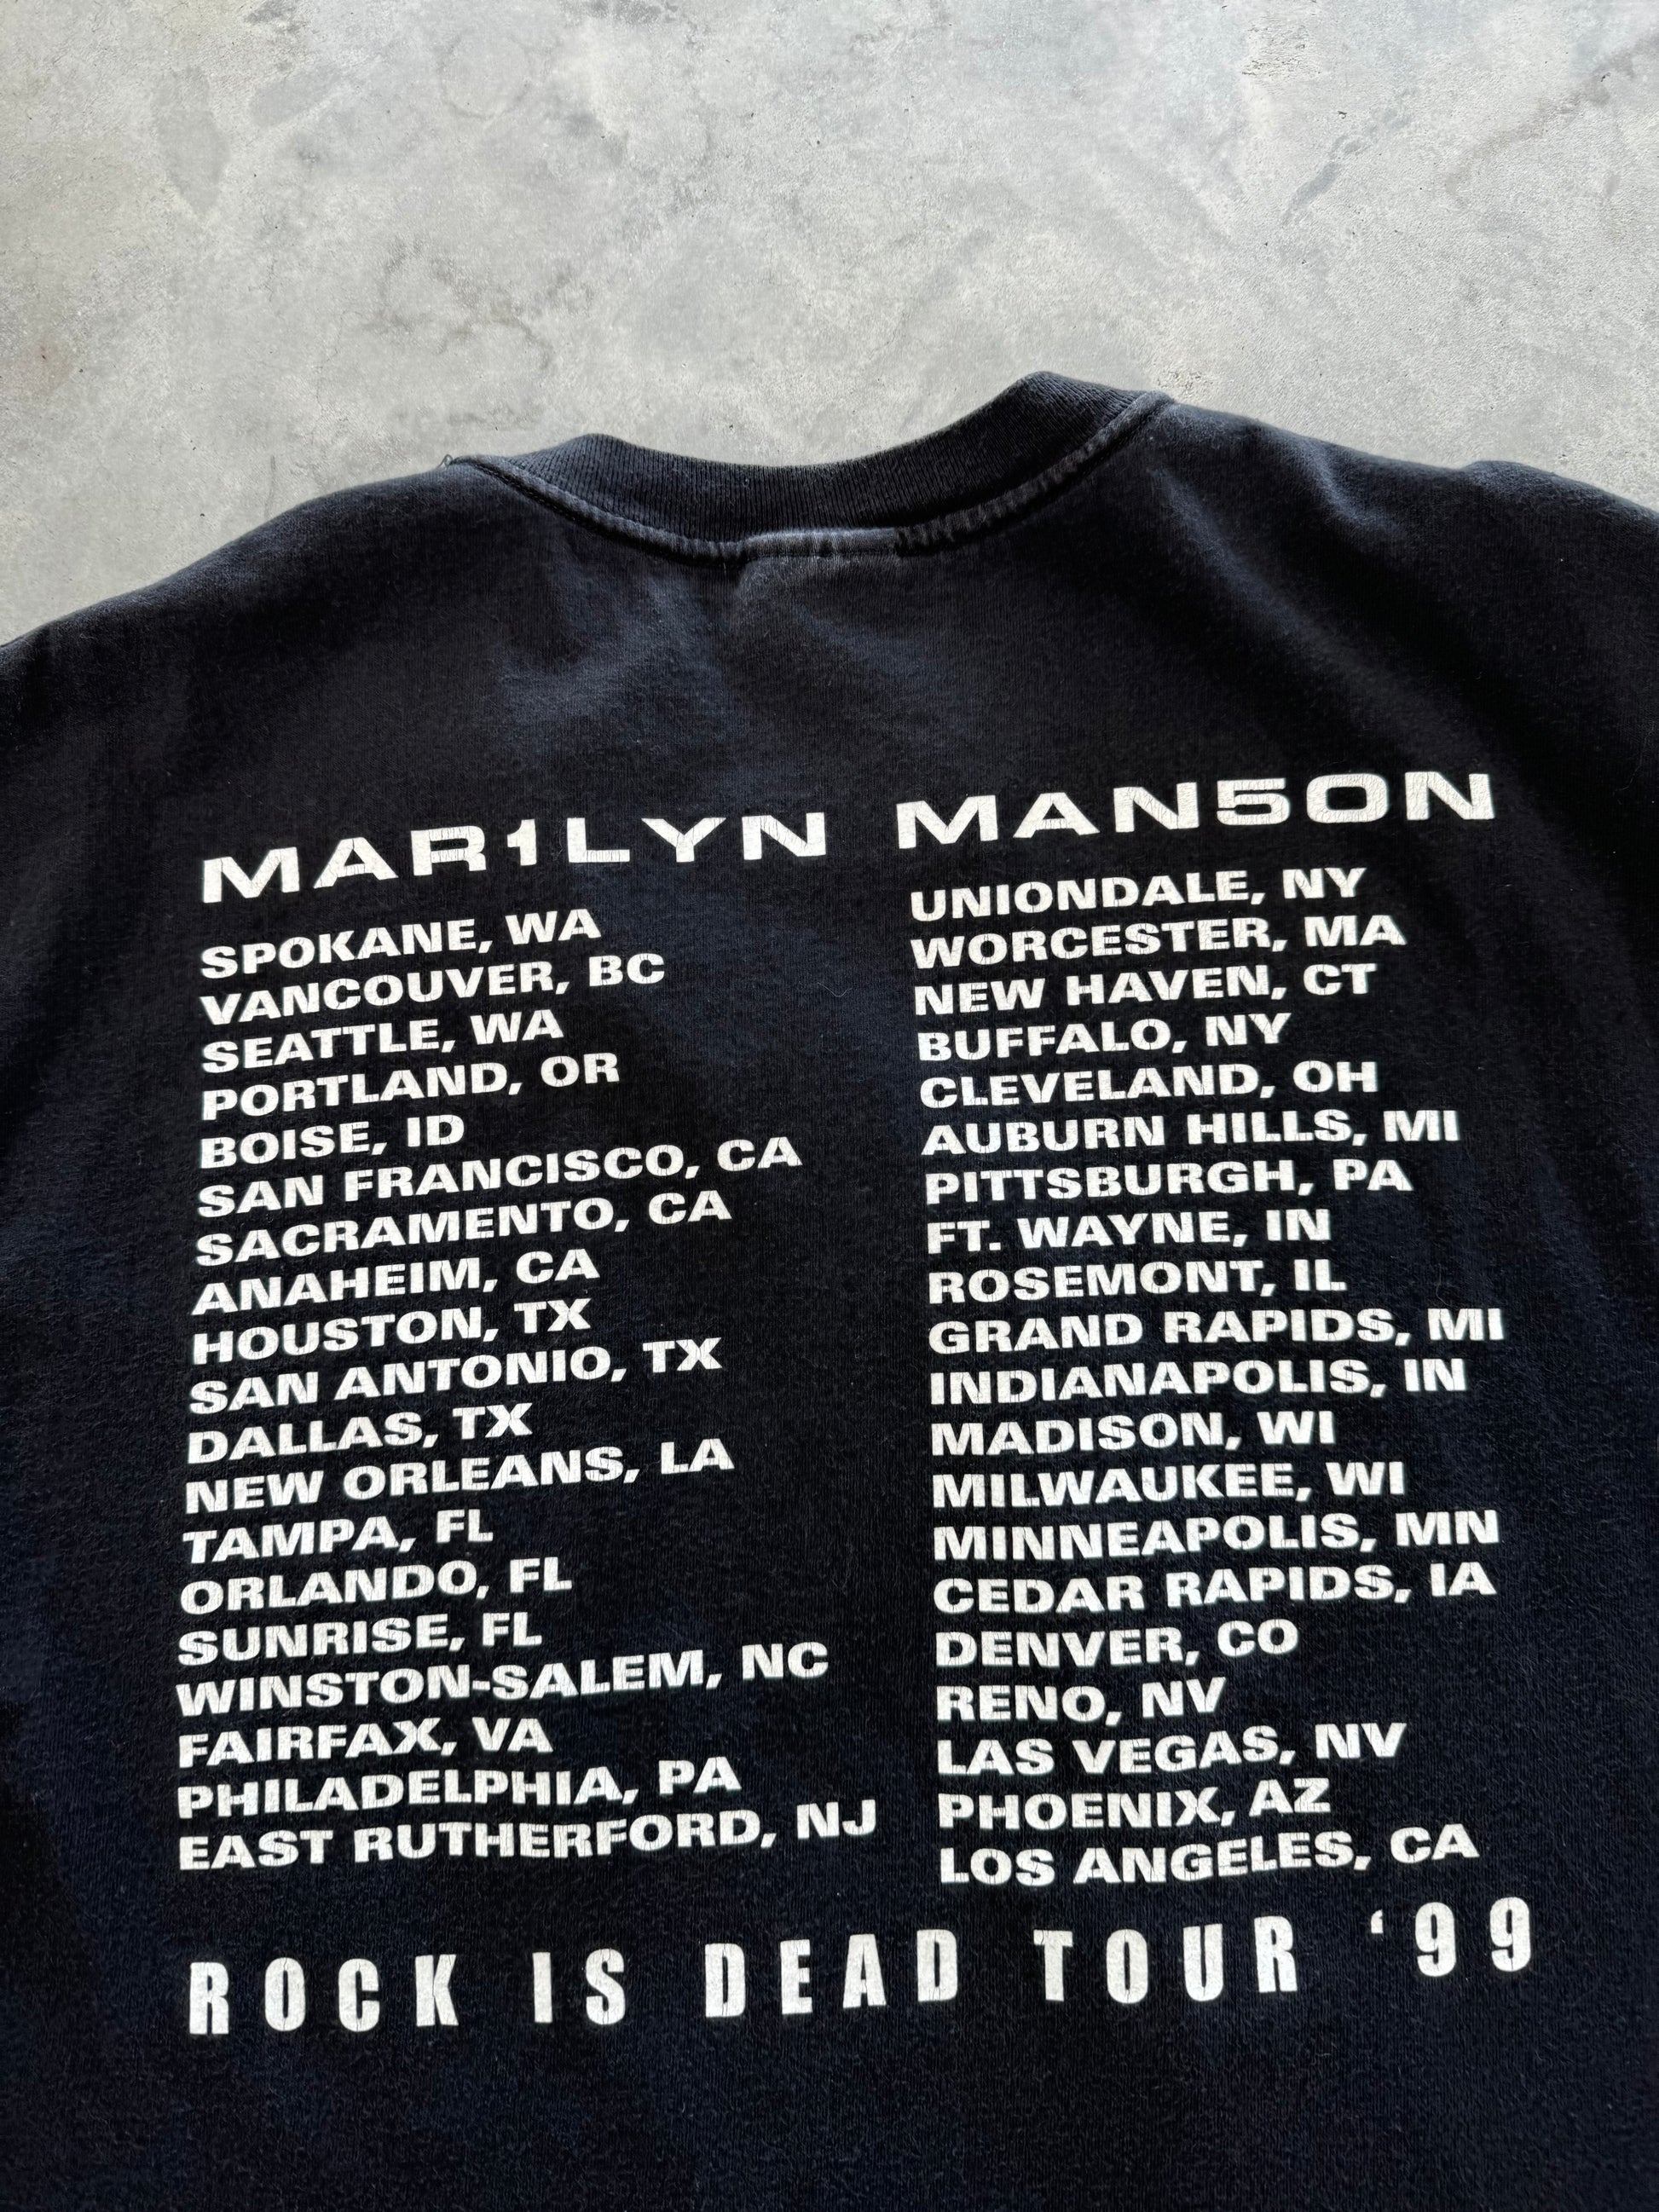 MAR1LYN MAN5ON
SPOKANE, WA
VANCOUVER, BC
SEATTLE, WA
PORTLAND, OR
BOISE, ID
SAN FRANCISCO, CA
SACRAMENTO, CA
ANAHEIM, CA
HOUSTON, TX
SAN ANTONIO, TX
DALLAS, TX
NEW ORLEANS, LA
TAMPA, FL
ORLANDO, FL
SUNRISE, FL
WINSTON-SALEM, NC
FAIRFAX, VA
PHILADELPHIA, PA
EAST RUTHERFORD, NJ
UNIONDALE, NY
WORCESTER, MA
NEW HAVEN, CT
BUFFALO, NY
CLEVELAND, OH
AUBURN HILLS, MI
PITTSBURGH, PA
FT. WAYNE, IN
ROSEMONT, IL
GRAND RAPIDS, MI
INDIANAPOLIS, IN
MADISON, WI
MILWAUKEE, WI
MINNEAPOLIS, MN
CEDAR RAPIDS, IA
DENVER, CO
RENO, NV
LAS VEGAS, NV
PHOENIX, AZ
LOS ANGELES, CA
ROCK IS DEAD TOUR ‘99